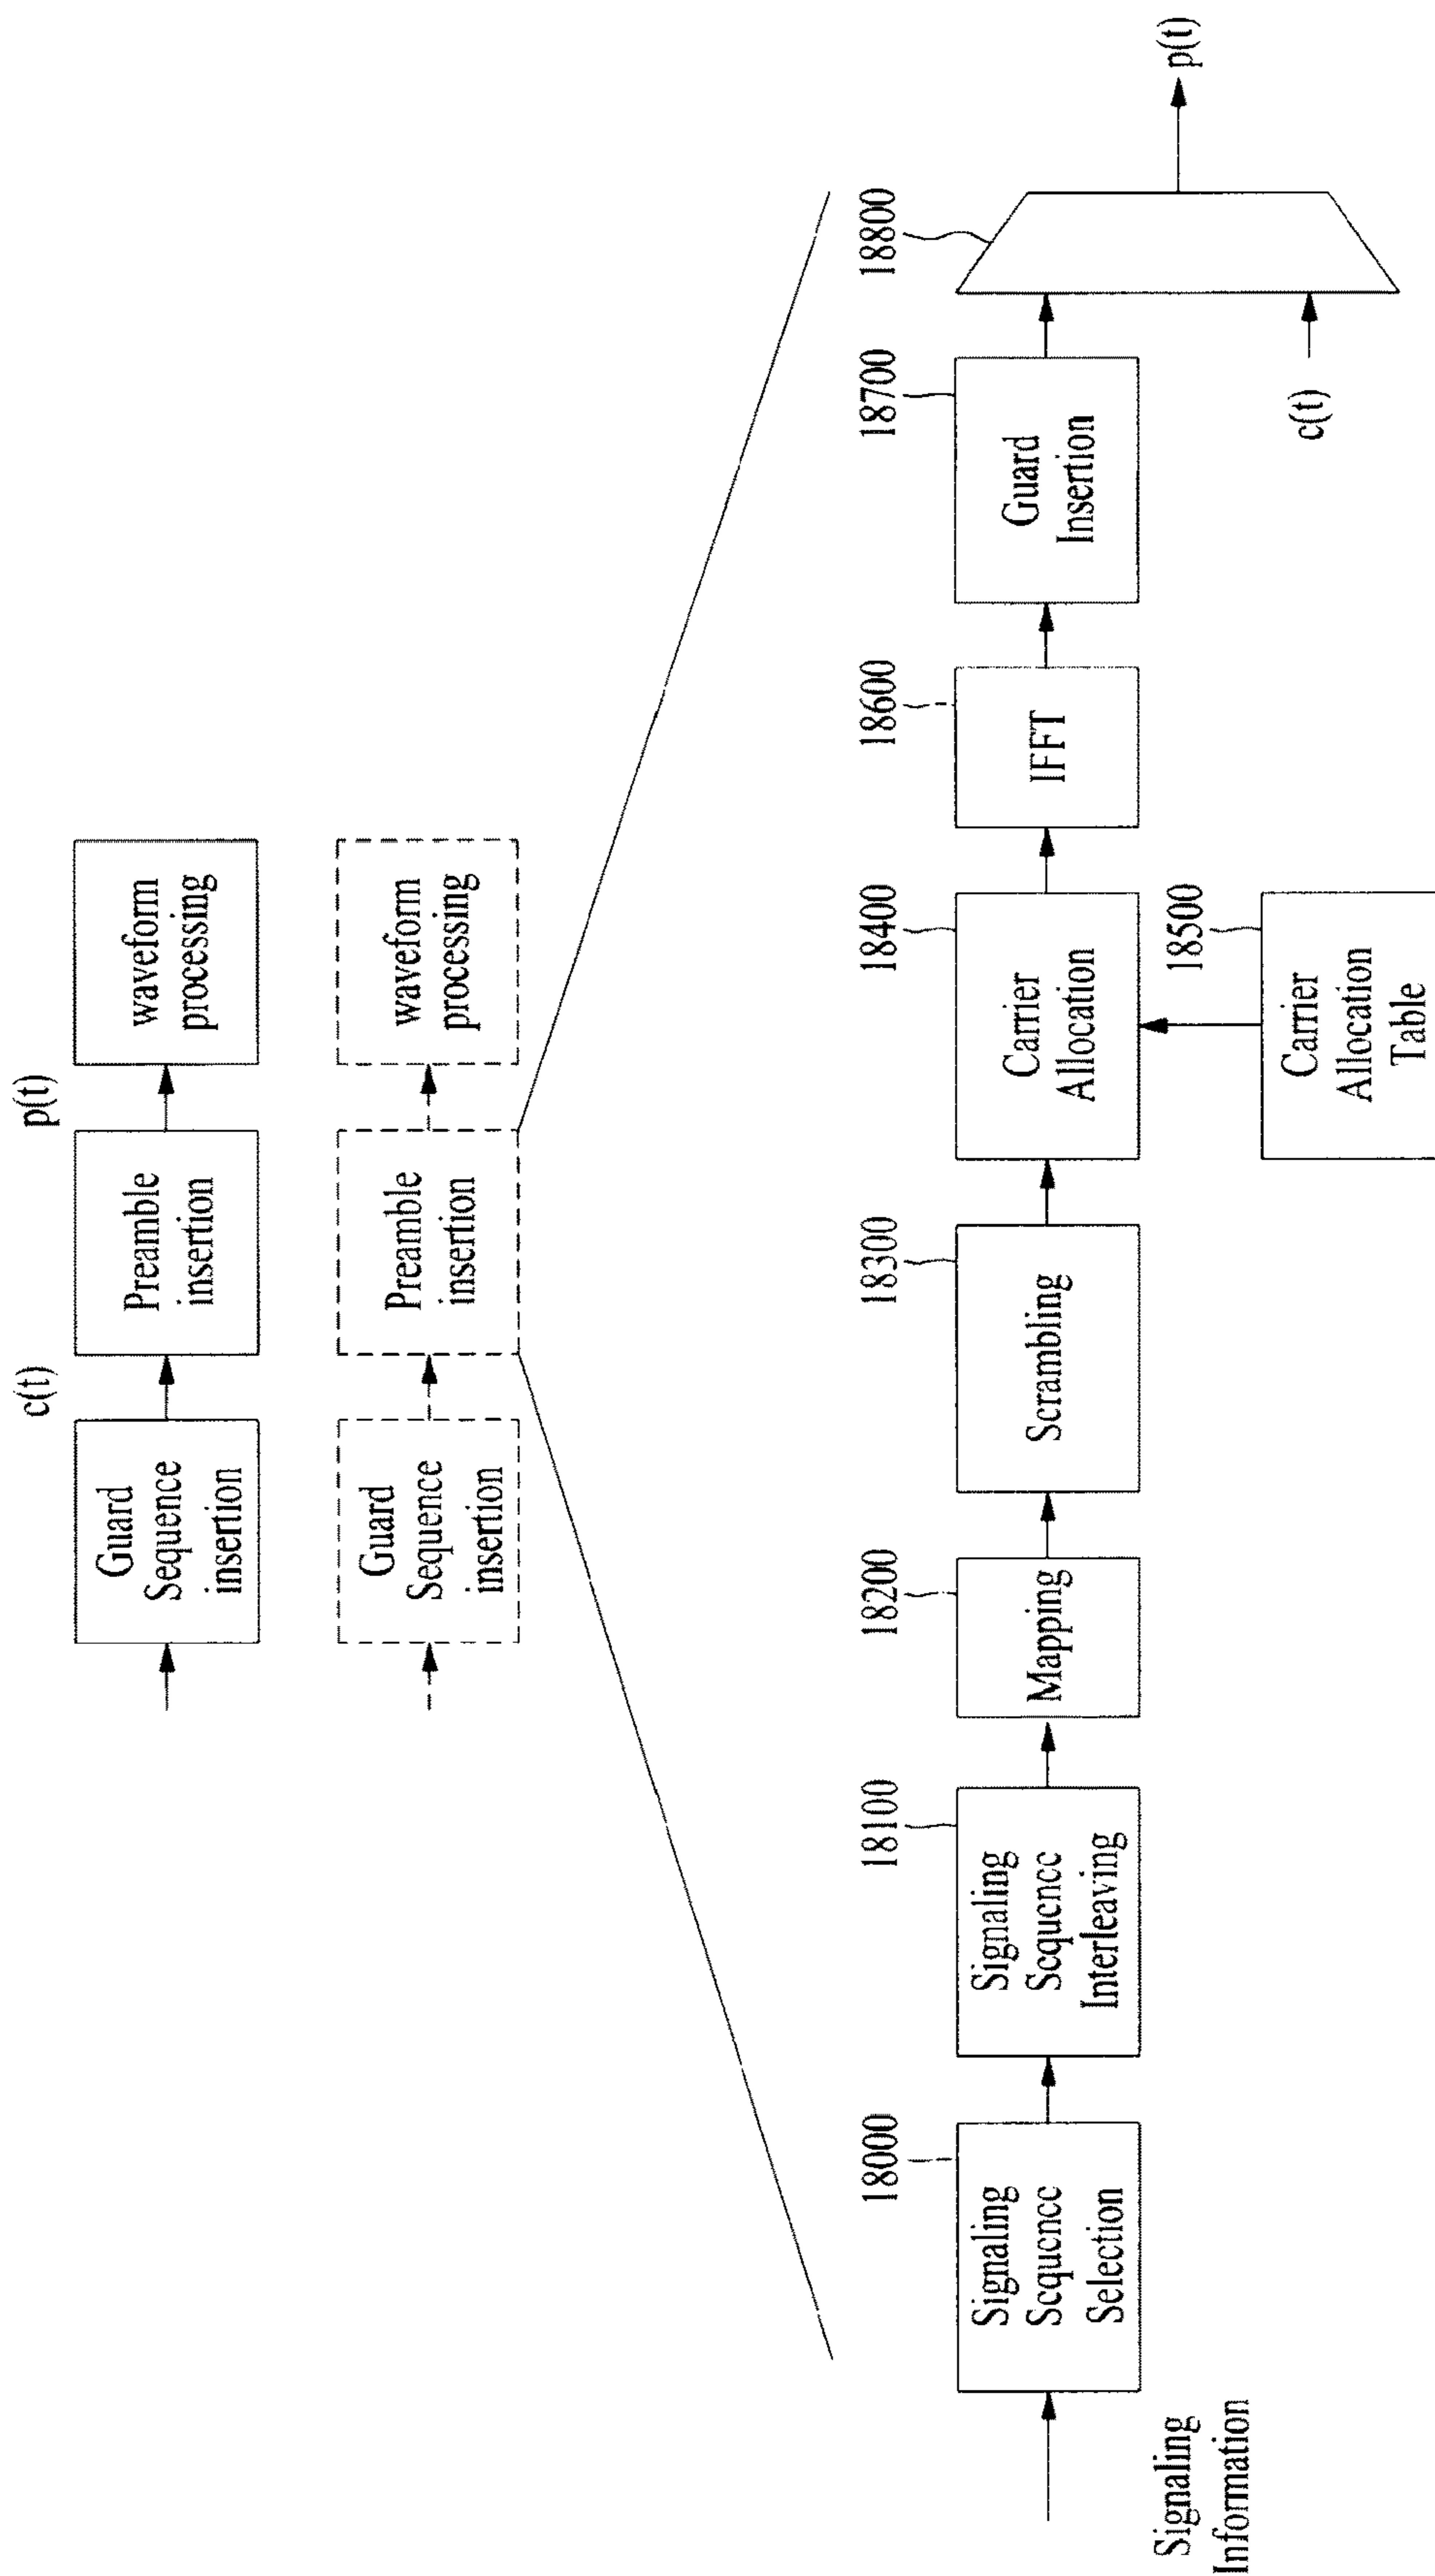 c(t)
p(t)
Guard
Sequence
insertion
Preamble
insertion
waveform
processing
Guard
Sequence
insertion
Preamble
insertion
waveform
processing
18000
18100
18200
18300
18400
18600
18700
18800
Signaling
Sequence
Selection
Signaling
Sequence
Interleaving
Mapping
Scrambling
Carrier
Allocation
IFFT
Guard
Insertion
p(t)
Signaling
Information
18500
Carrier
Allocation
Table
c(t)